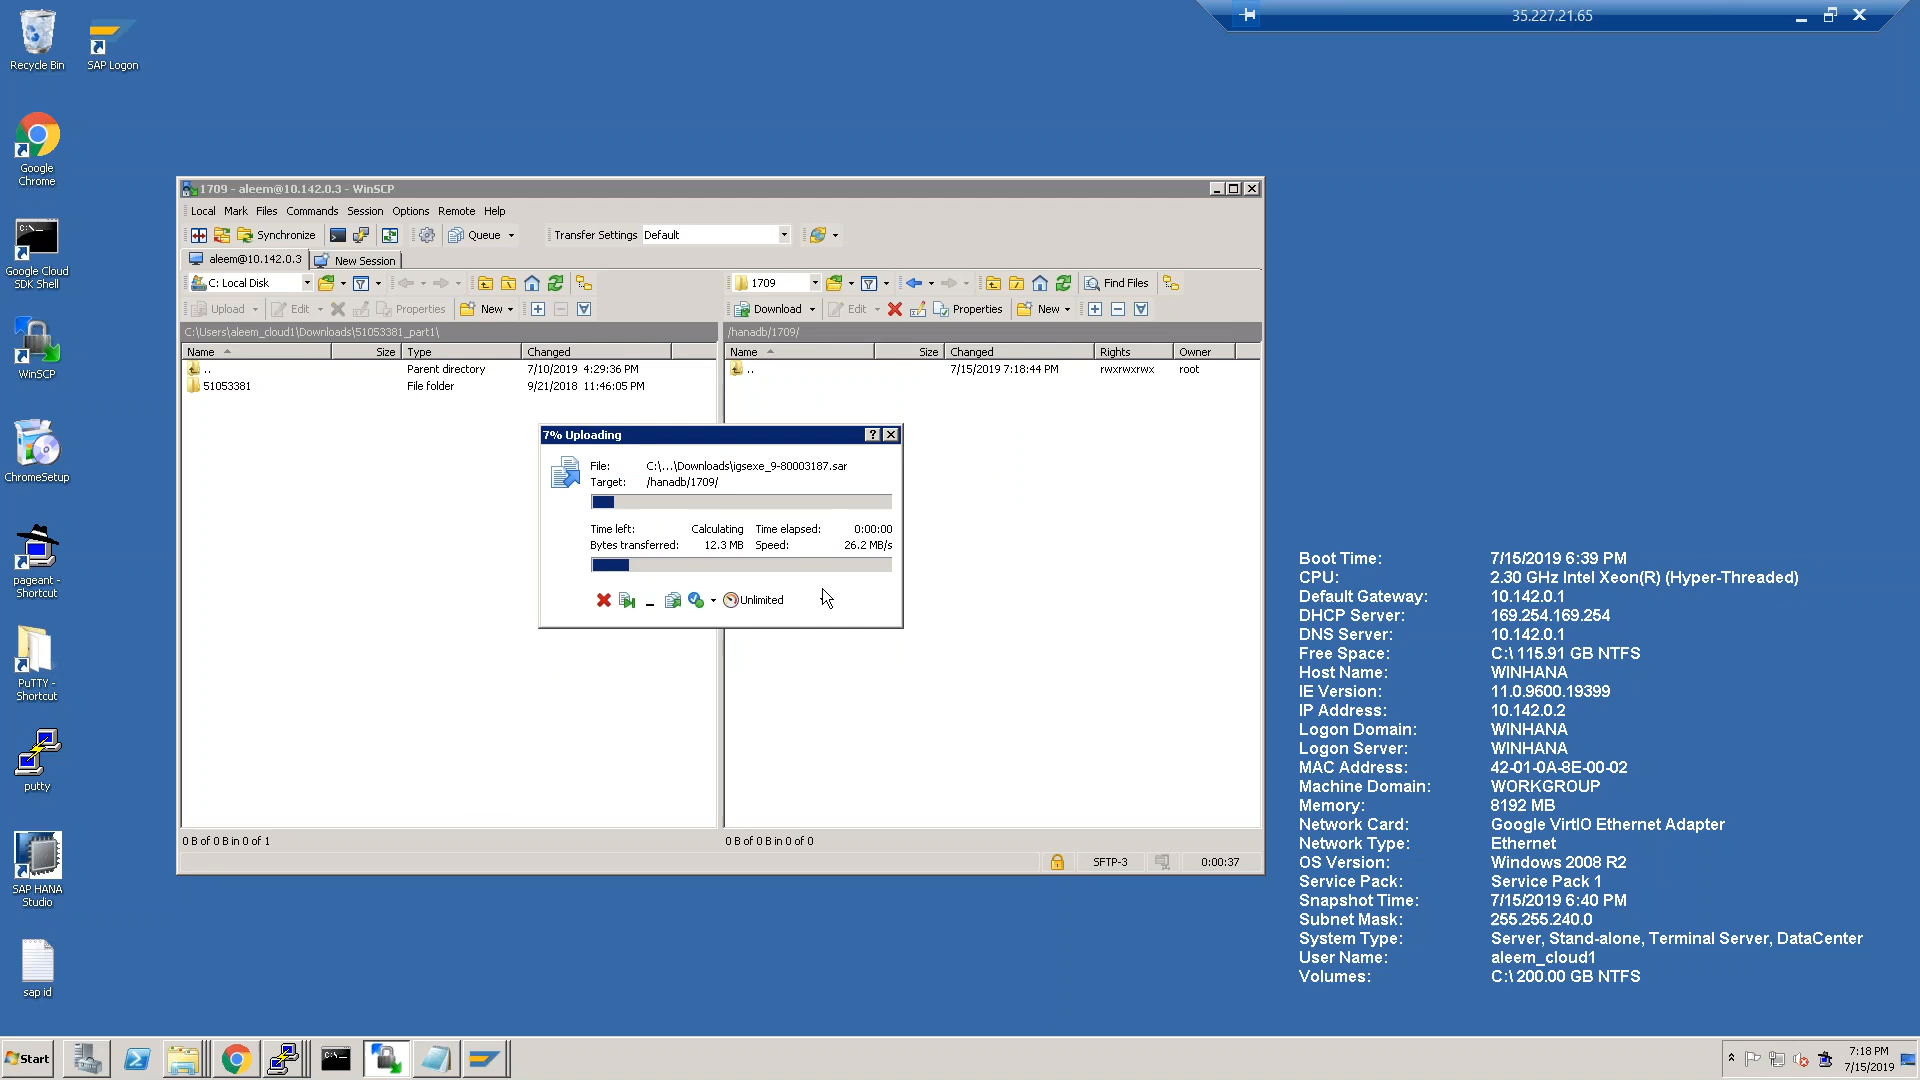 35.227.21.65
Recycle Bin
SAP Logon
Google Chrome
Google Cloud SDK Shell
WinSCP
ChromeSetup
pageant - Shortcut
PuTTY - Shortcut
putty
SAP HANA Studio
sap id
1709 - aleem@10.142.0.3 - WinSCP
Local Mark Files Commands Session Options Remote Help
Synchronize Queue Transfer Settings Default
aleem@10.142.0.3 New Session
C: Local Disk
Upload Edit Properties New
C:\Users\aleem_cloud1\Downloads\51053381_part1\
Name Size Type Changed
.. Parent directory 7/10/2019 4:29:36 PM
51053381 File folder 9/21/2018 11:46:05 PM
0 B of 0 B in 0 of 1
1709 Find Files
Download Edit Properties New
/hanadb/1709/
Name Size Changed Rights Owner
.. 7/15/2019 7:18:44 PM rwxrwxrwx root
0 B of 0 B in 0 of 0
SFTP-3 0:00:37
7% Uploading
File: C:\...\Downloads\igsexe_9-80003187.sar
Target: /hanadb/1709/
Time left: Calculating Time elapsed: 0:00:00
Bytes transferred: 12.3 MB Speed: 26.2 MB/s
Unlimited
Boot Time: 7/15/2019 6:39 PM
CPU: 2.30 GHz Intel Xeon(R) (Hyper-Threaded)
Default Gateway: 10.142.0.1
DHCP Server: 169.254.169.254
DNS Server: 10.142.0.1
Free Space: C:\ 115.91 GB NTFS
Host Name: WINHANA
IE Version: 11.0.9600.19399
IP Address: 10.142.0.2
Logon Domain: WINHANA
Logon Server: WINHANA
MAC Address: 42-01-0A-8E-00-02
Machine Domain: WORKGROUP
Memory: 8192 MB
Network Card: Google VirtIO Ethernet Adapter
Network Type: Ethernet
OS Version: Windows 2008 R2
Service Pack: Service Pack 1
Snapshot Time: 7/15/2019 6:40 PM
Subnet Mask: 255.255.240.0
System Type: Server, Stand-alone, Terminal Server, DataCenter
User Name: aleem_cloud1
Volumes: C:\ 200.00 GB NTFS
Start
7:18 PM
7/15/2019